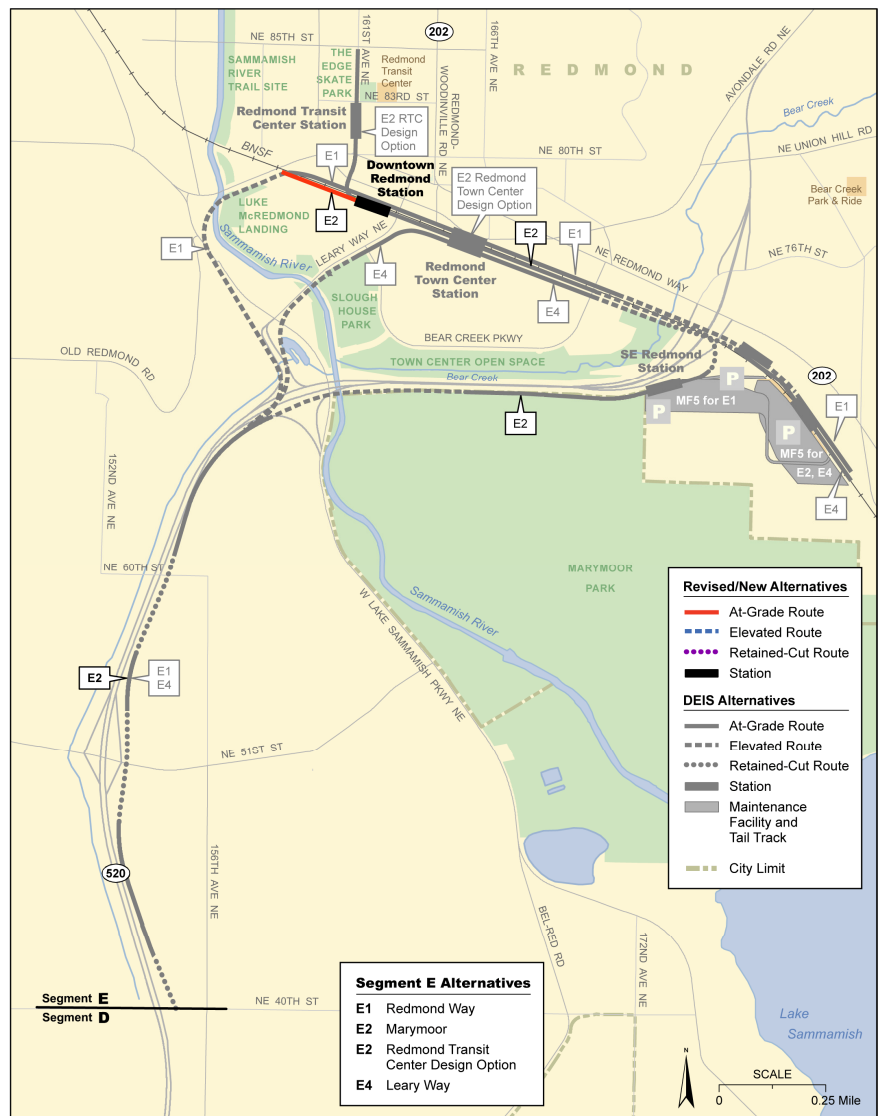 NE 85TH ST
161ST AVE NE
202
166TH AVE NE
AVONDALE RD NE
SAMMAMISH
RIVER
TRAIL SITE
THE
EDGE
SKATE
PARK
Redmond
Transit
Center
REDMOND-
WOODINVILLE RD NE
REDMOND
NE 83RD ST
Redmond Transit
Center Station
E2 RTC
Design
Option
Bear Creek
BNSF
NE 80TH ST
NE UNION HILL RD
E1
Downtown
Redmond
Station
E2 Redmond
Town Center
Design Option
Bear Creek
Park & Ride
LUKE
McREDMOND
LANDING
E2
LEARY WAY NE
E2
E1
E1
Sammamish River
E4
NE REDMOND WAY
NE 76TH ST
Redmond
Town Center
Station
E4
SLOUGH
HOUSE
PARK
BEAR CREEK PKWY
OLD REDMOND
RD
TOWN CENTER OPEN SPACE
Bear Creek
SE Redmond
Station
202
P
MF5 for E1
P
E1
E2
P
MF5 for
E2, E4
E4
152ND AVE NE
NE 60TH ST
MARYMOOR
PARK
W LAKE SAMMAMISH PKWY NE
Sammamish River
E2
E1
E4
NE 51ST ST
520
156TH AVE NE
BEL-RED RD
172ND AVE NE
Segment E
Segment D
NE 40TH ST
Lake
Sammamish
Revised/New Alternatives
At-Grade Route
Elevated Route
Retained-Cut Route
Station
DEIS Alternatives
At-Grade Route
Elevated Route
Retained-Cut Route
Station
Maintenance
Facility and
Tail Track
City Limit
Segment E Alternatives
E1 Redmond Way
E2 Marymoor
E2 Redmond Transit
Center Design Option
E4 Leary Way
N
SCALE
0 0.25 Mile